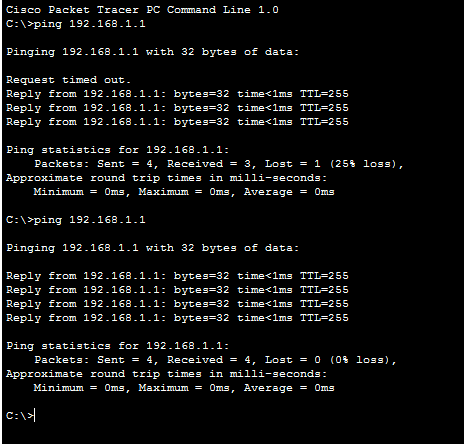 Cisco Packet Tracer PC Command Line 1.0
C:\>ping 192.168.1.1
Pinging 192.168.1.1 with 32 bytes of data:
Request timed out.
Reply from 192.168.1.1: bytes=32 time<1ms TTL=255
Reply from 192.168.1.1: bytes=32 time<1ms TTL=255
Reply from 192.168.1.1: bytes=32 time<1ms TTL=255
Ping statistics for 192.168.1.1:
    Packets: Sent = 4, Received = 3, Lost = 1 (25% loss),
Approximate round trip times in milli-seconds:
    Minimum = 0ms, Maximum = 0ms, Average = 0ms
C:\>ping 192.168.1.1
Pinging 192.168.1.1 with 32 bytes of data:
Reply from 192.168.1.1: bytes=32 time<1ms TTL=255
Reply from 192.168.1.1: bytes=32 time<1ms TTL=255
Reply from 192.168.1.1: bytes=32 time<1ms TTL=255
Reply from 192.168.1.1: bytes=32 time<1ms TTL=255
Ping statistics for 192.168.1.1:
    Packets: Sent = 4, Received = 4, Lost = 0 (0% loss),
Approximate round trip times in milli-seconds:
    Minimum = 0ms, Maximum = 0ms, Average = 0ms
C:\>